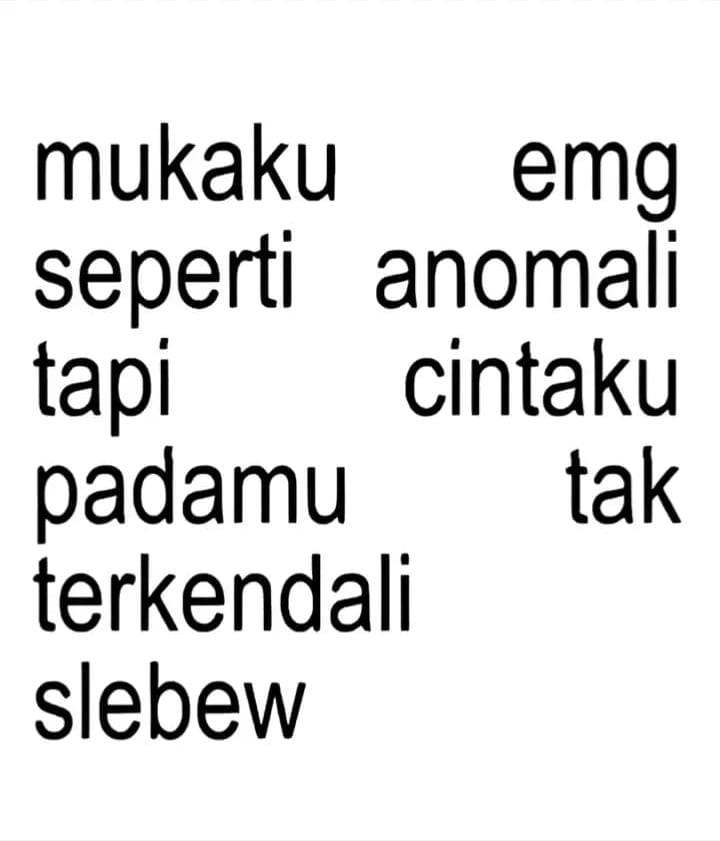 mukaku emg
seperti anomali
tapi cintaku
padamu tak
terkendali
slebew